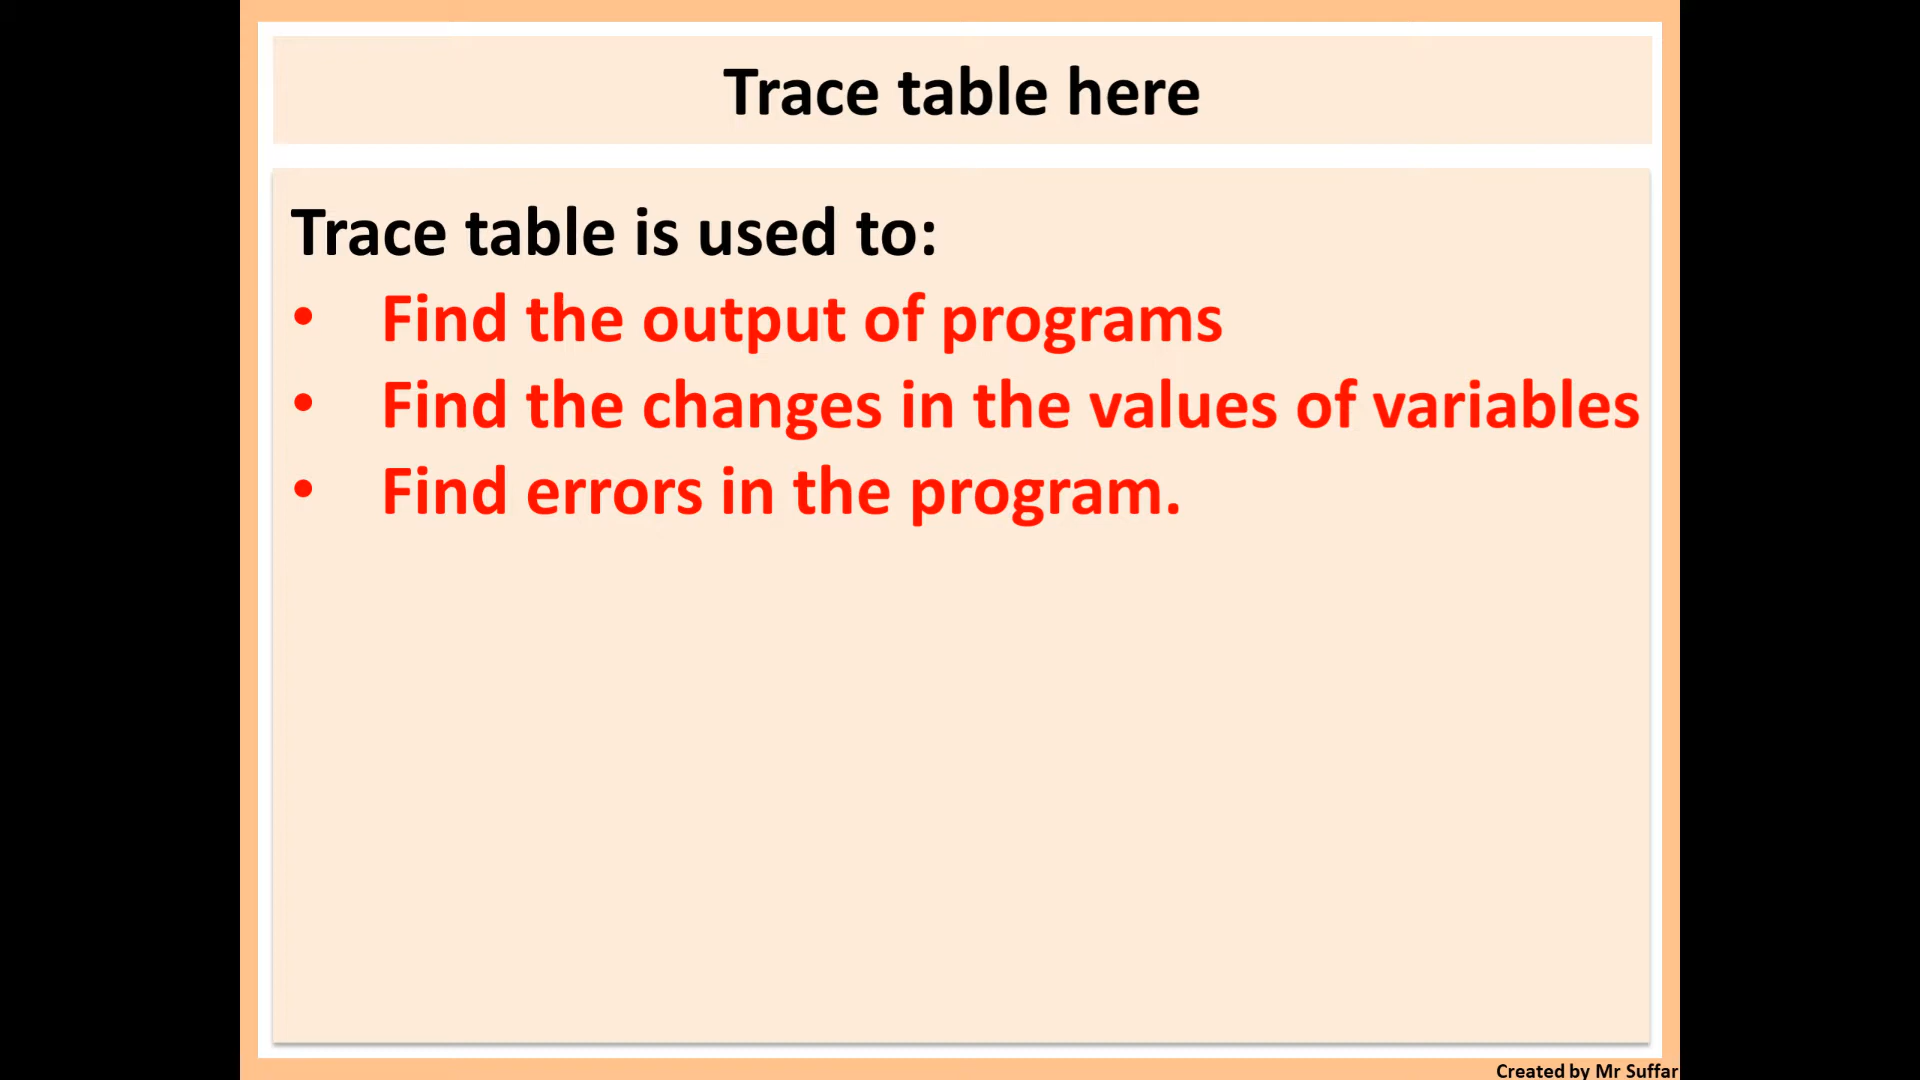 Trace table here
Trace table is used to:
• Find the output of programs
• Find the changes in the values of variables
• Find errors in the program.
Created by Mr Suffar